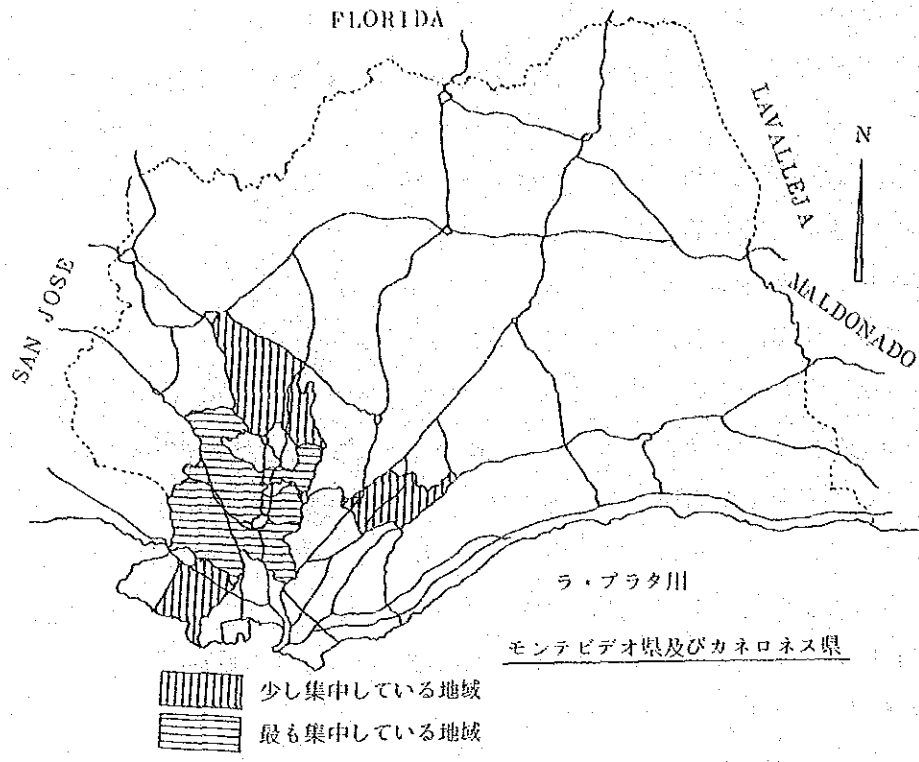 FLORIDA
LAVALLEJA
N
SAN JOSE
MALDONADO
ラ・プラタ川
モンテビデオ県及びカネロネス県
少し集中している地域
最も集中している地域